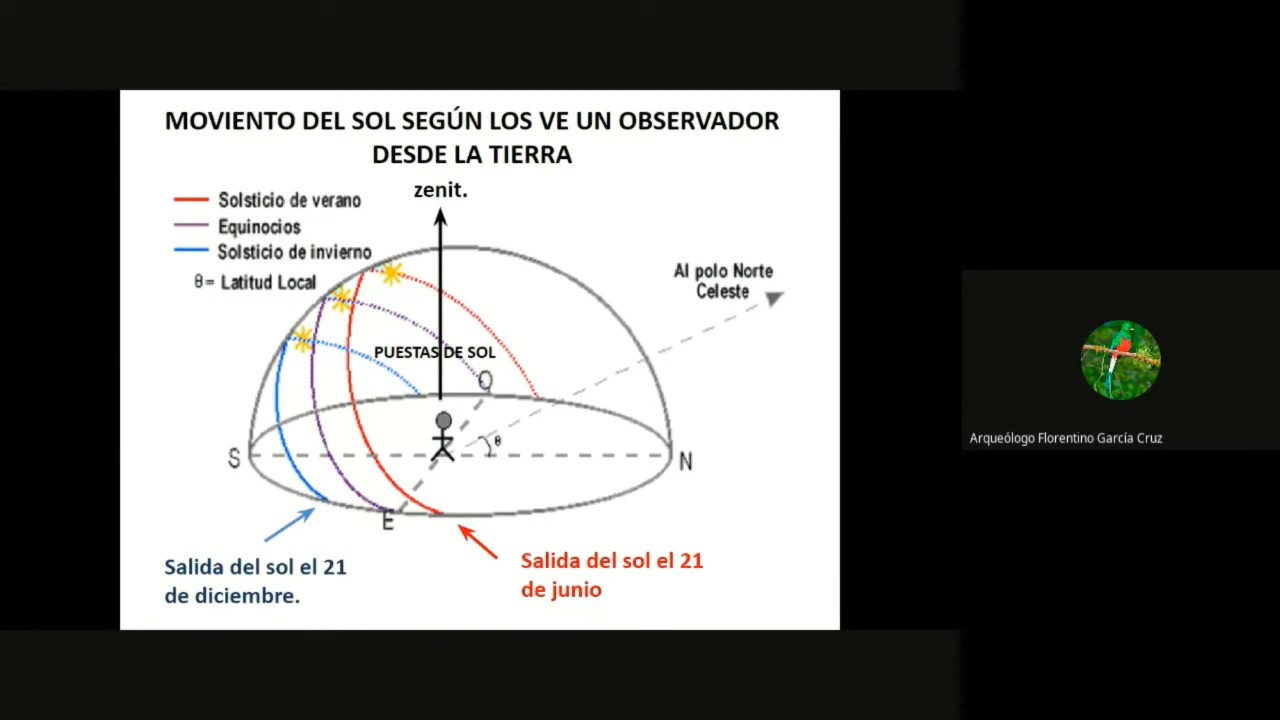 MOVIENTO DEL SOL SEGÚN LOS VE UN OBSERVADOR
DESDE LA TIERRA
zenit.
Solsticio de verano
Equinocios
Solsticio de invierno
θ= Latitud Local
Al polo Norte
Celeste
PUESTAS DE SOL
O
θ
S
N
E
Salida del sol el 21
de diciembre.
Salida del sol el 21
de junio
Arqueólogo Florentino García Cruz